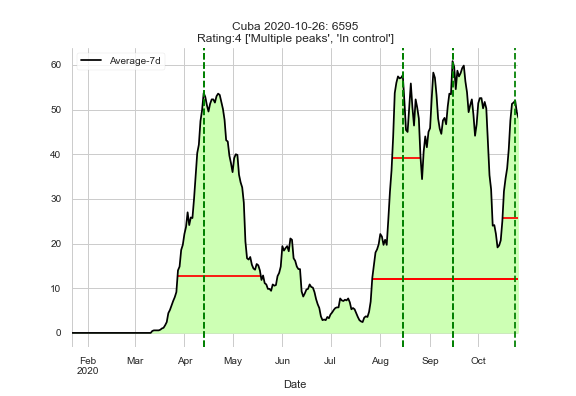 Cuba 2020-10-26: 6595
Rating:4 ['Multiple peaks', 'In control']
Average-7d
60
50
40
30
20
10
0
Feb
2020
Mar
Apr
May
Jun
Jul
Aug
Sep
Oct
Date